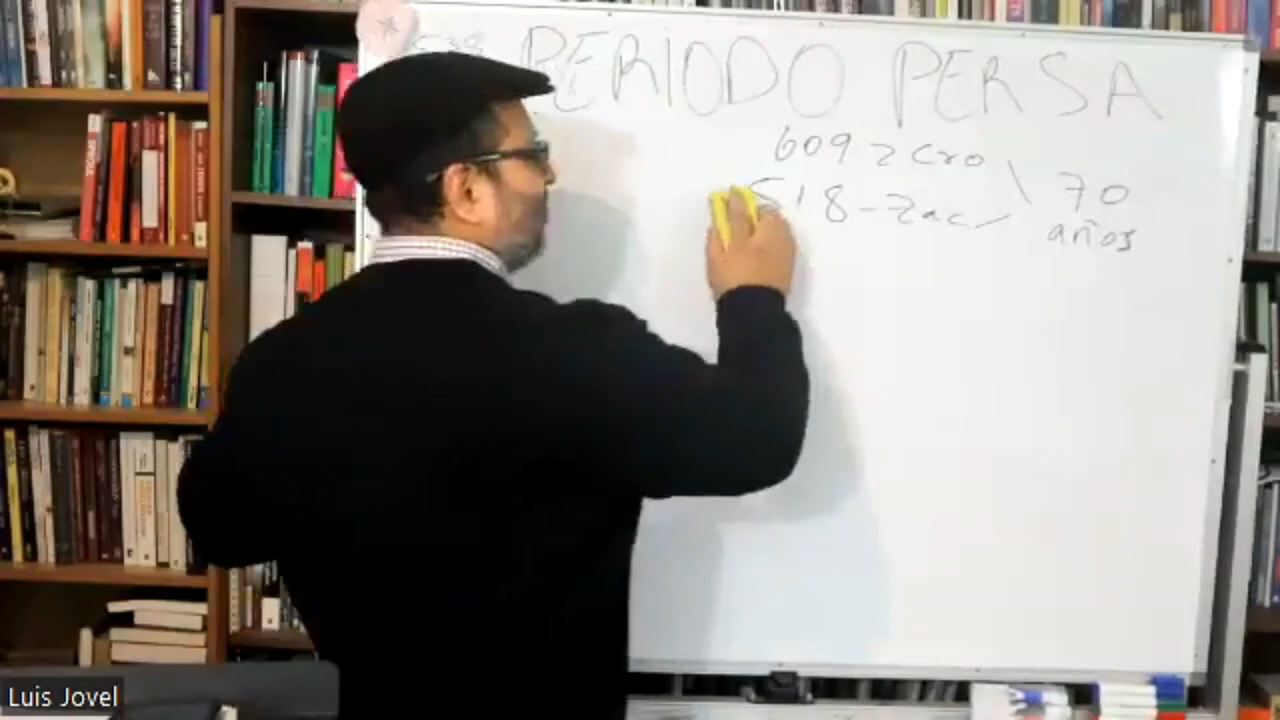 PERIODO PERSA
609 2 Cro
518 - Zac
70
años
Luis Jovel